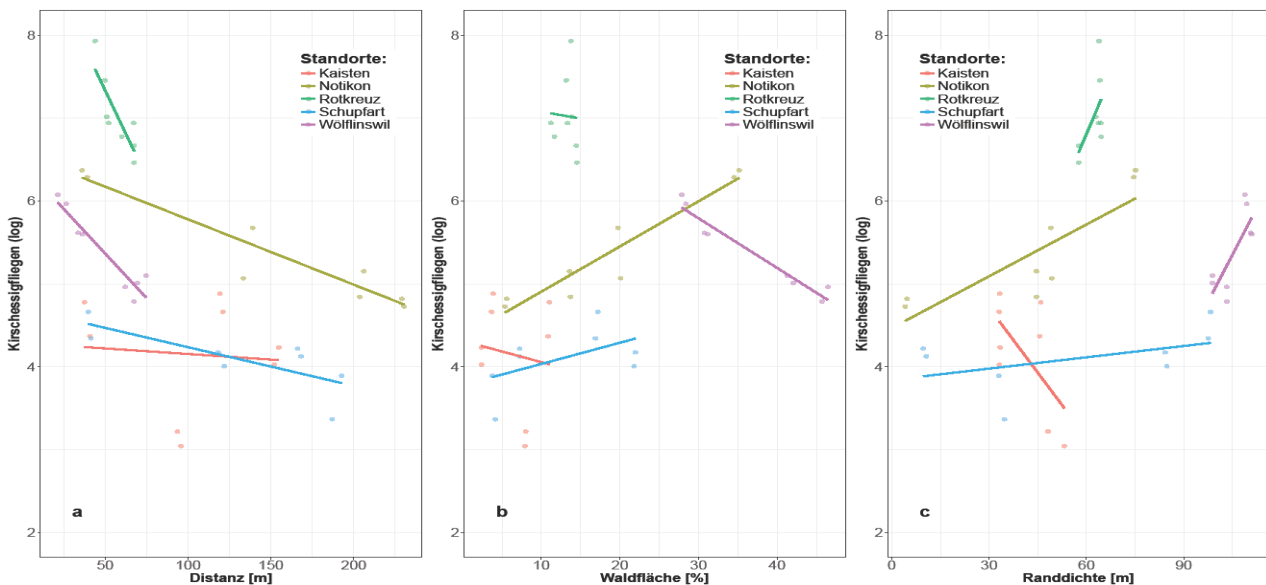 8
6
4
2
Kirschessigfliegen (log)
Standorte:
Kaisten
Notikon
Rotkreuz
Schupfart
Wölflinswil
a
50
100
150
200
Distanz [m]
8
6
4
2
Kirschessigfliegen (log)
Standorte:
Kaisten
Notikon
Rotkreuz
Schupfart
Wölflinswil
b
10
20
30
40
Waldfläche [%]
8
6
4
2
Kirschessigfliegen (log)
Standorte:
Kaisten
Notikon
Rotkreuz
Schupfart
Wölflinswil
c
0
30
60
90
Randdichte [m]